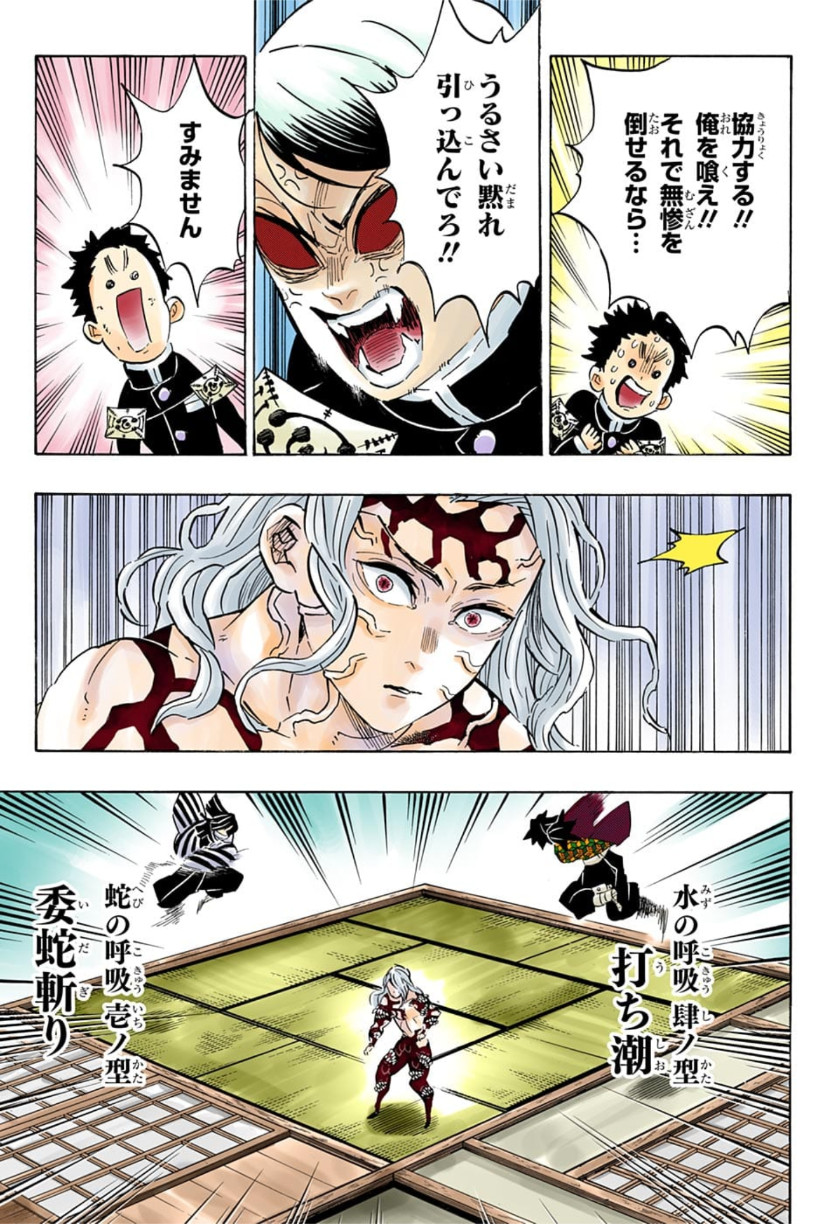 協力する!!
俺を喰え!!
それで無惨を
倒せるなら…
うるさい黙れ
引っ込んでろ!!
すみません
水の呼吸 肆ノ型
打ち潮
蛇の呼吸 壱ノ型
委蛇斬り